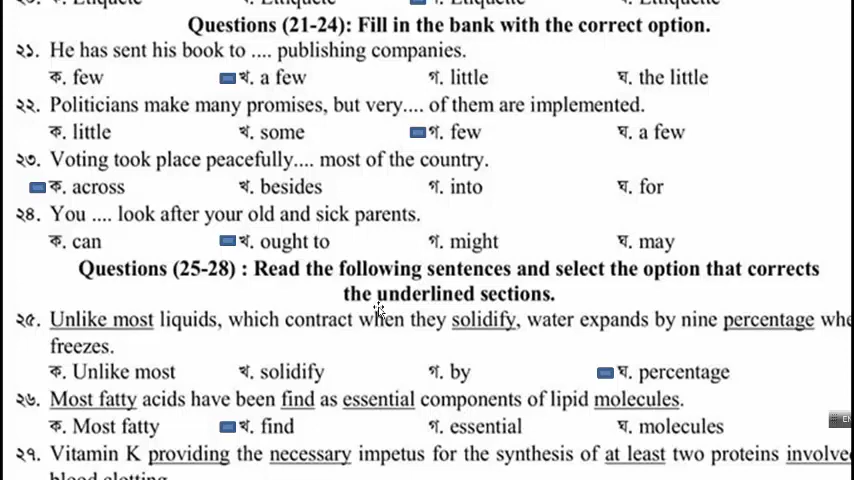 Questions (21-24): Fill in the bank with the correct option.
২১. He has sent his book to .... publishing companies.
ক. few খ. a few গ. little ঘ. the little
২২. Politicians make many promises, but very.... of them are implemented.
ক. little খ. some গ. few ঘ. a few
২৩. Voting took place peacefully.... most of the country.
ক. across খ. besides গ. into ঘ. for
২৪. You .... look after your old and sick parents.
ক. can খ. ought to গ. might ঘ. may
Questions (25-28) : Read the following sentences and select the option that corrects
the underlined sections.
২৫. Unlike most liquids, which contract when they solidify, water expands by nine percentage
freezes.
ক. Unlike most খ. solidify গ. by ঘ. percentage
২৬. Most fatty acids have been find as essential components of lipid molecules.
ক. Most fatty খ. find গ. essential ঘ. molecules
২৭. Vitamin K providing the necessary impetus for the synthesis of at least two proteins